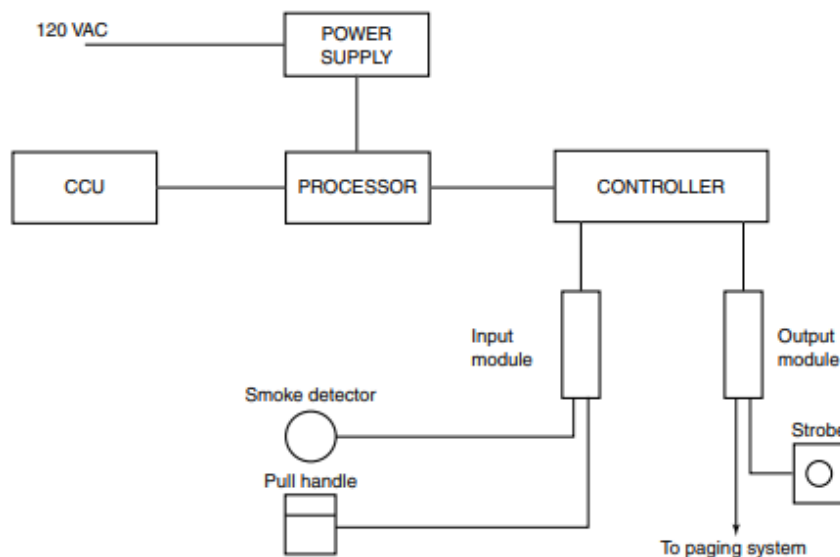 120 VAC
POWER
SUPPLY
CCU
PROCESSOR
CONTROLLER
Input
module
Output
module
Smoke detector
Strobe
Pull handle
To paging system